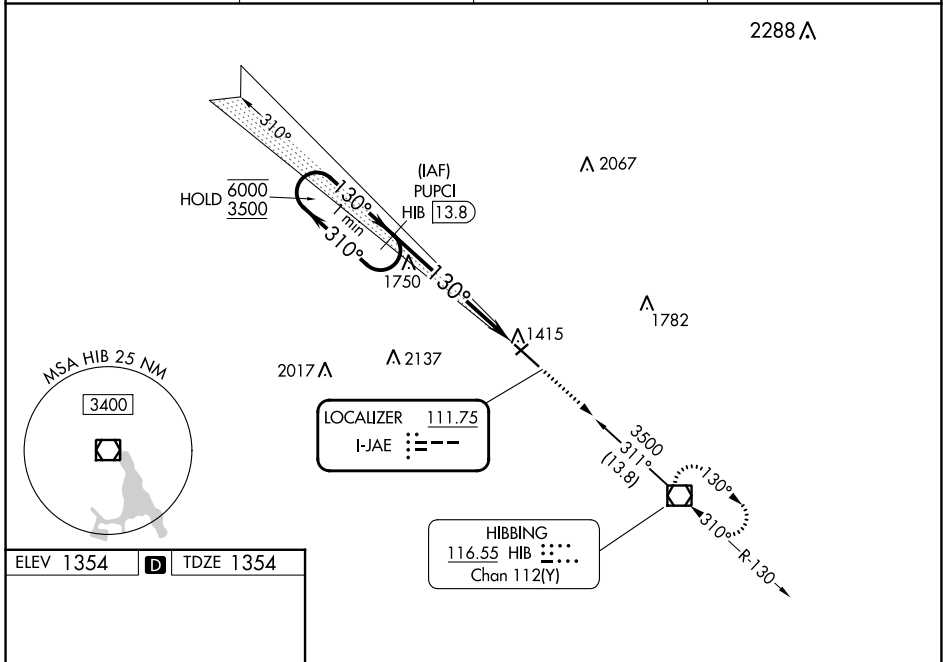 2288
310°
2067
(IAF)
PUPCI
HIB 13.8
HOLD 6000
3500
130°
1 min
310°
1750
130°
1782
1415
2017
2137
MSA HIB 25 NM
3400
LOCALIZER 111.75
I-JAE
3500
311°
(13.8)
130°
310°
R-130
HIBBING
116.55 HIB
Chan 112(Y)
ELEV 1354 D TDZE 1354